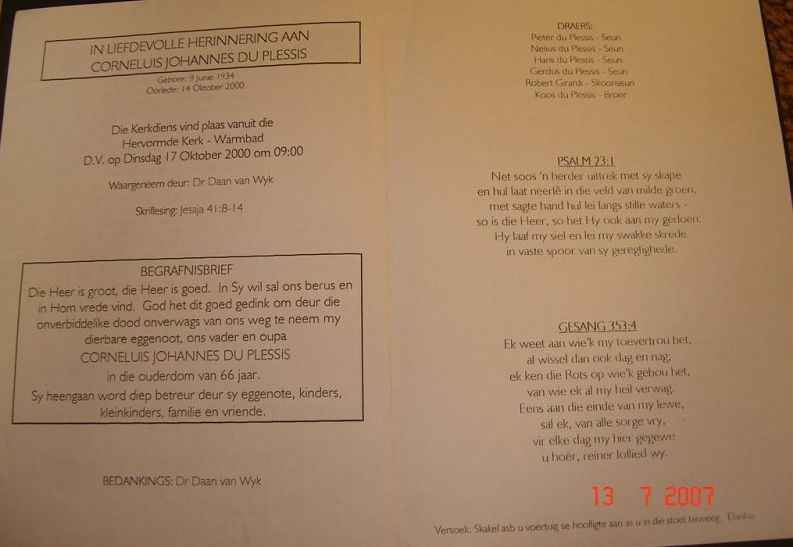 IN LIEFDEVOLLE HERINNERING AAN
CORNELUIS JOHANNES DU PLESSIS
Gebore: 9 Junie 1934
Oorlede: 14 Oktober 2000
Die Kerkdiens vind plaas vanuit die
Hervormde Kerk - Warmbad
D.V. op Dinsdag 17 Oktober 2000 om 09:00
Waargeneem deur: Dr Daan van Wyk
Skriflesing: Jesaja 41:8-14
BEGRAFNISBRIEF
Die Heer is groot, die Heer is goed. In Sy wil sal ons berus en
in Hom vrede vind. God het dit goed gedink om deur die
onverbiddelike dood onverwags van ons weg te neem my
dierbare eggenoot, ons vader en oupa
CORNELUIS JOHANNES DU PLESSIS
in die ouderdom van 66 jaar.
Sy heengaan word diep betreur deur sy eggenote, kinders,
kleinkinders, familie en vriende.
BEDANKINGS: Dr Daan van Wyk
DRAERS:
Pieter du Plessis - Seun
Nelius du Plessis - Seun
Hans du Plessis - Seun
Gerdus du Plessis - Seun
Robert Girardi - Skoonseun
Koos du Plessis - Broer
PSALM 23:1
Net soos 'n herder uittrek met sy skape
en hul laat neerlê in die veld van milde groen,
met sagte hand hul lei langs stille waters -
so is die Heer, so het Hy ook aan my gedoen.
Hy laaf my siel en lei my swakke skrede
in vaste spoor van sy geregtighede.
GESANG 353:4
Ek weet aan wie'k my toevertrou het,
al wissel dan ook dag en nag;
ek ken die Rots op wie'k gebou het,
van wie ek al my heil verwag.
Eens aan die einde van my lewe,
sal ek, van alle sorge vry,
vir elke dag my hier gegewe
u hoër, reiner loflied wy.
13 7 2007
Versoek: Skakel asb u voertuig se hoofligte aan as u in die stoet beweeg. Dankie